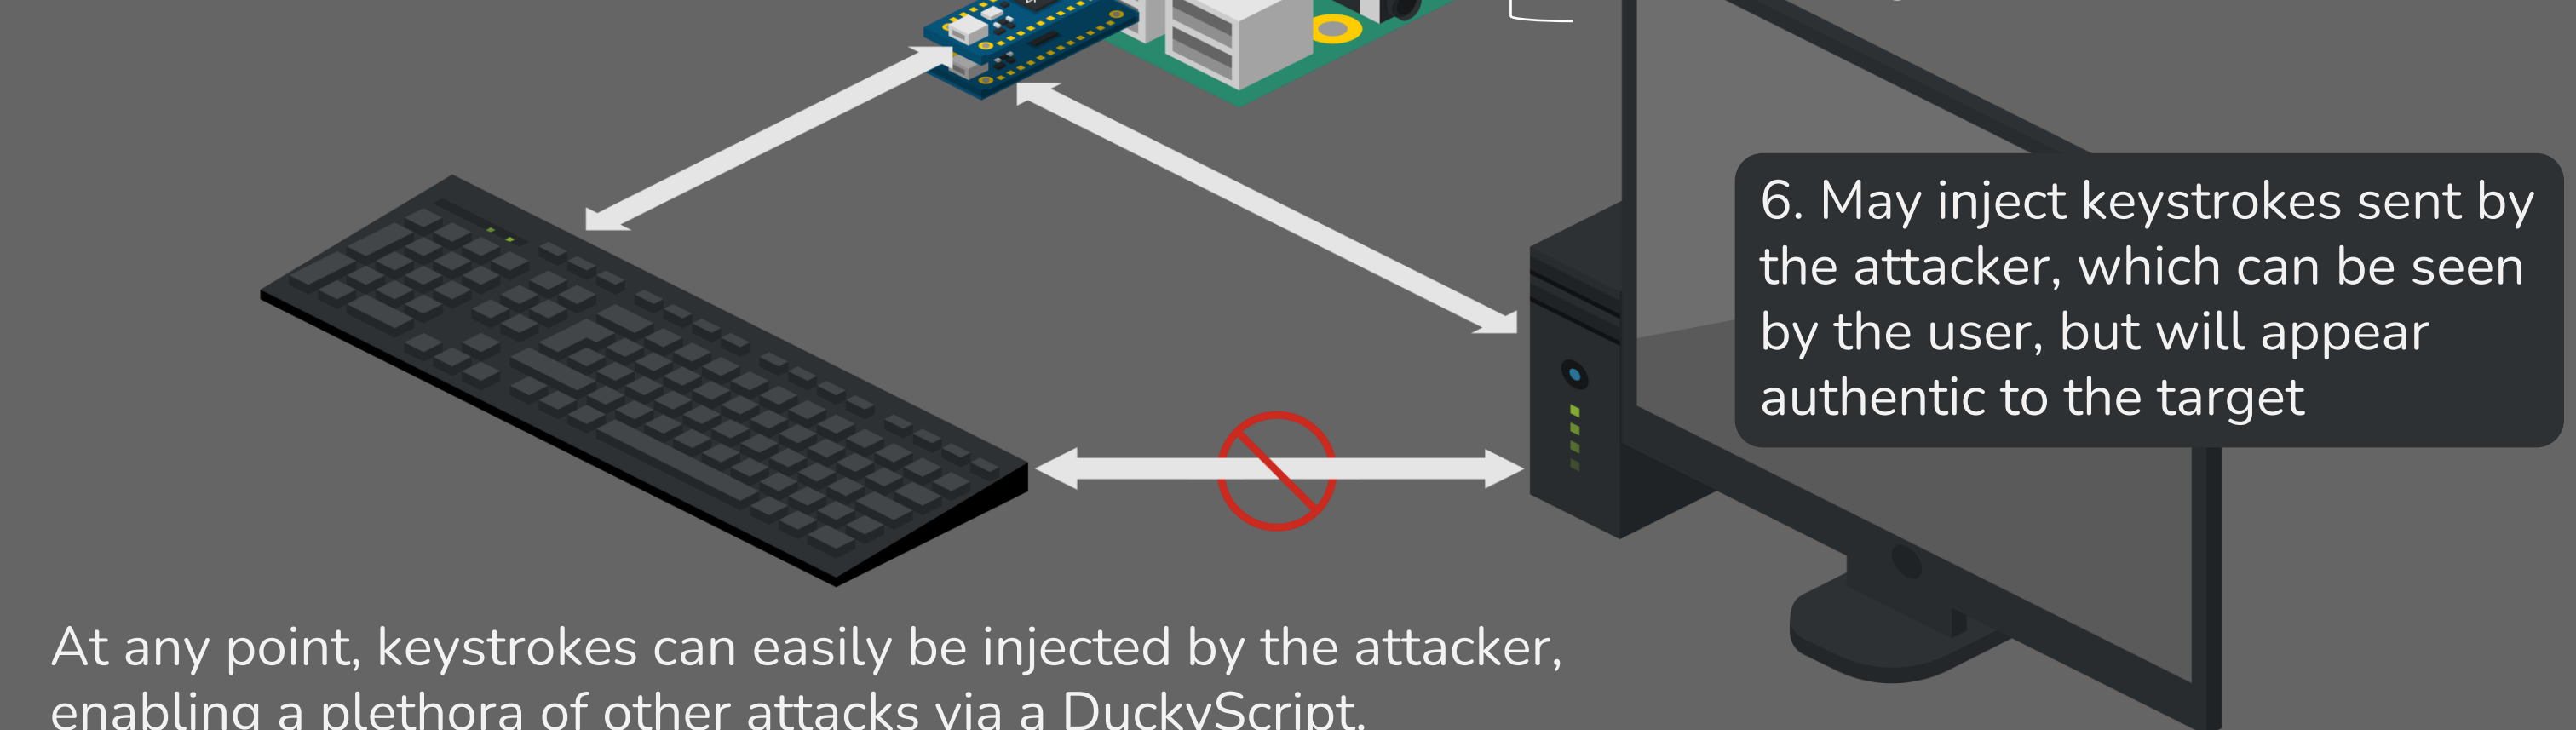 6. May inject keystrokes sent by
the attacker, which can be seen
by the user, but will appear
authentic to the target
At any point, keystrokes can easily be injected by the attacker,
enabling a plethora of other attacks via a DuckyScript.